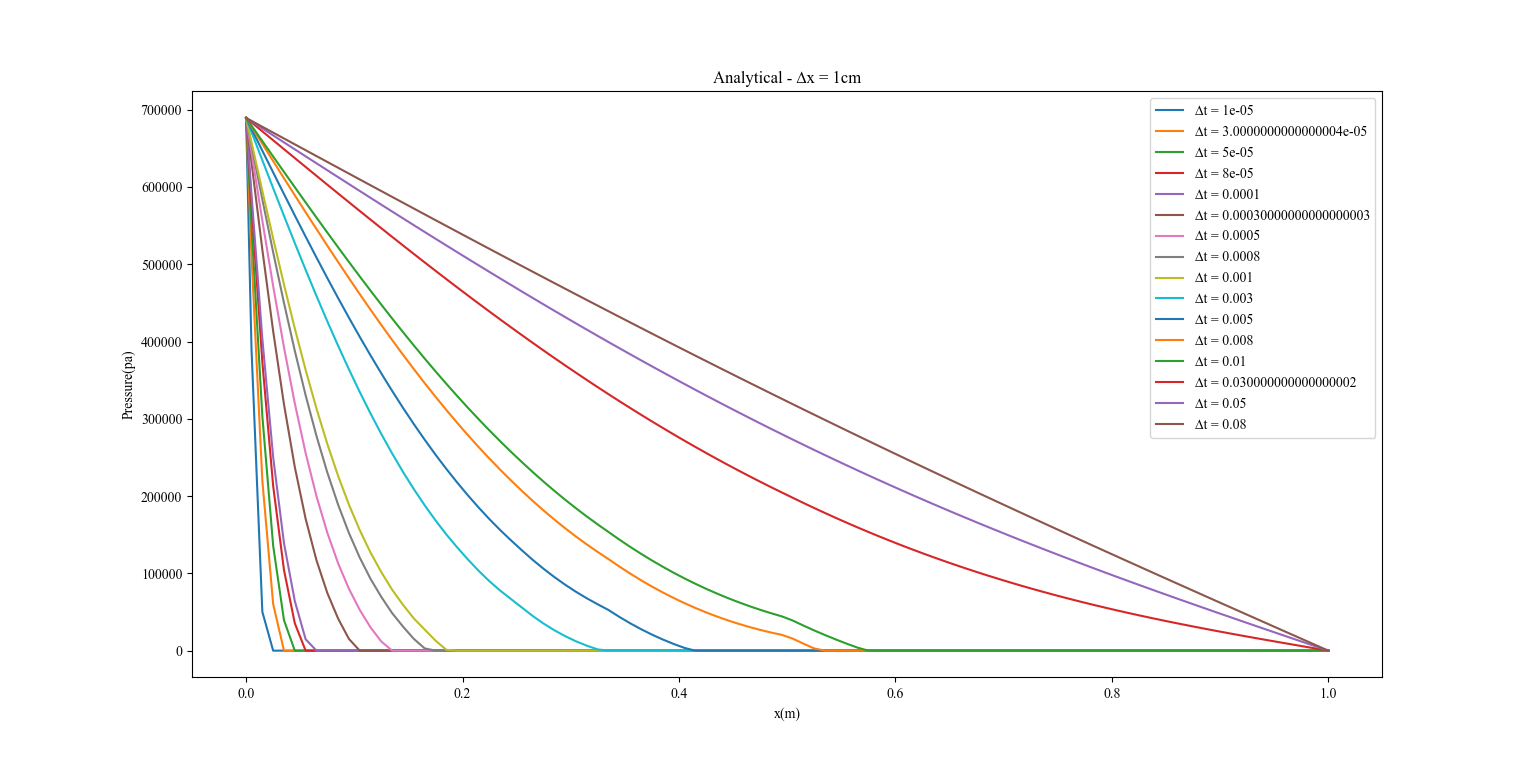 Analytical - Δx = 1cm
700000
600000
500000
400000
300000
200000
100000
0
Pressure(pa)
0.0
0.2
0.4
0.6
0.8
1.0
x(m)
Δt = 1e-05
Δt = 3.0000000000000004e-05
Δt = 5e-05
Δt = 8e-05
Δt = 0.0001
Δt = 0.00030000000000000003
Δt = 0.0005
Δt = 0.0008
Δt = 0.001
Δt = 0.003
Δt = 0.005
Δt = 0.008
Δt = 0.01
Δt = 0.030000000000000002
Δt = 0.05
Δt = 0.08